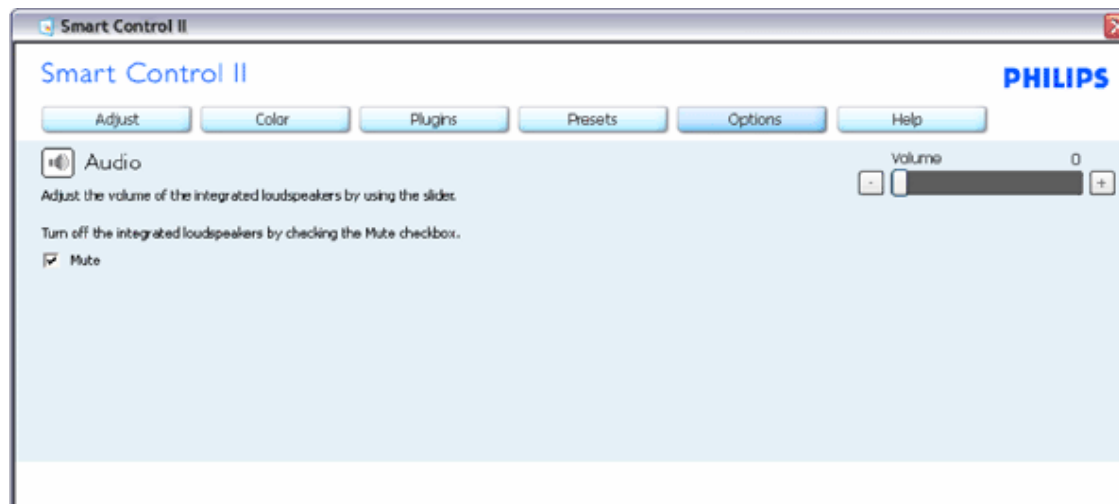 Smart Control II
Smart Control II
PHILIPS
Adjust Color Plugins Presets Options Help
Audio
Volume 0
- +
Adjust the volume of the integrated loudspeakers by using the slider.
Turn off the integrated loudspeakers by checking the Mute checkbox.
Mute